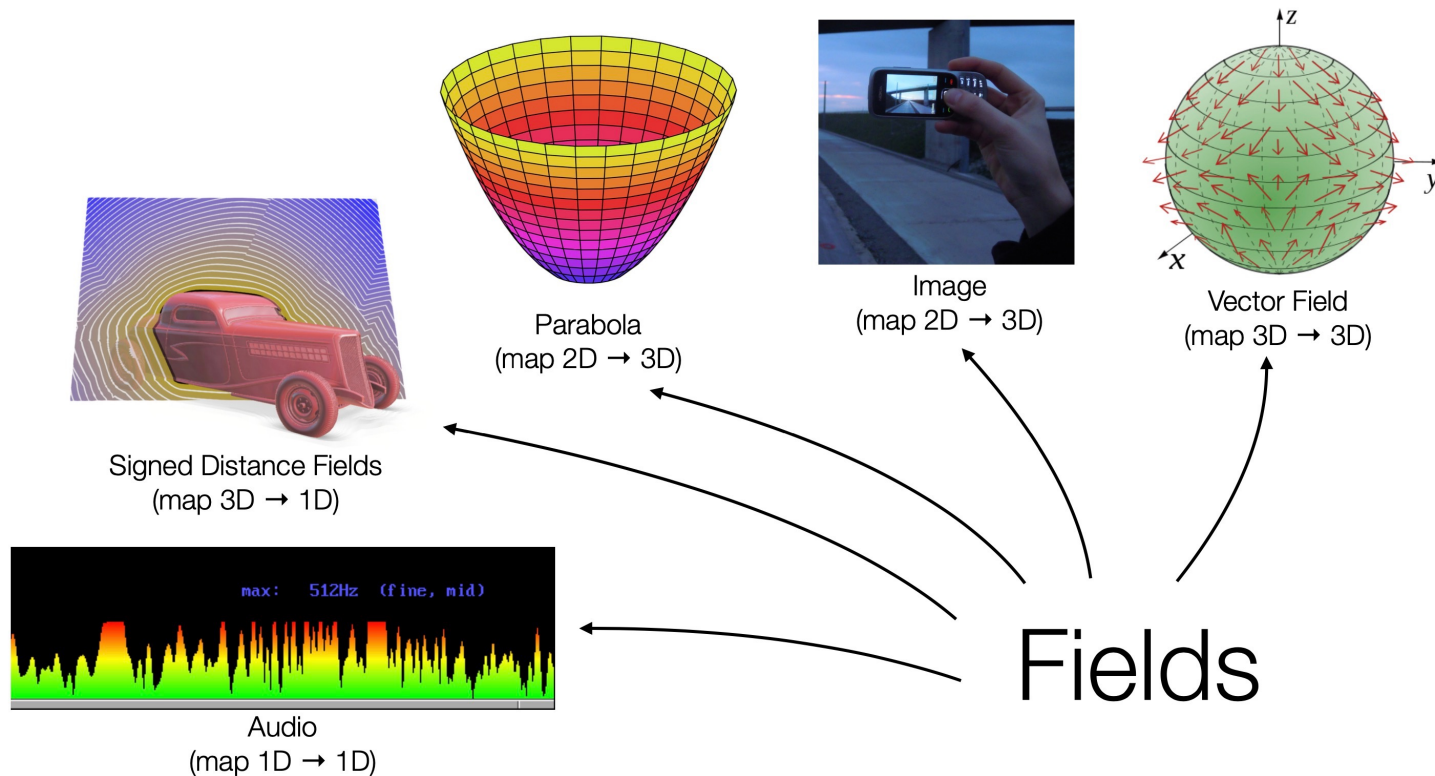 z
y
x
Vector Field
(map 3D → 3D)
Image
(map 2D → 3D)
Parabola
(map 2D → 3D)
Signed Distance Fields
(map 3D → 1D)
max: 512Hz (fine, mid)
Audio
(map 1D → 1D)
Fields